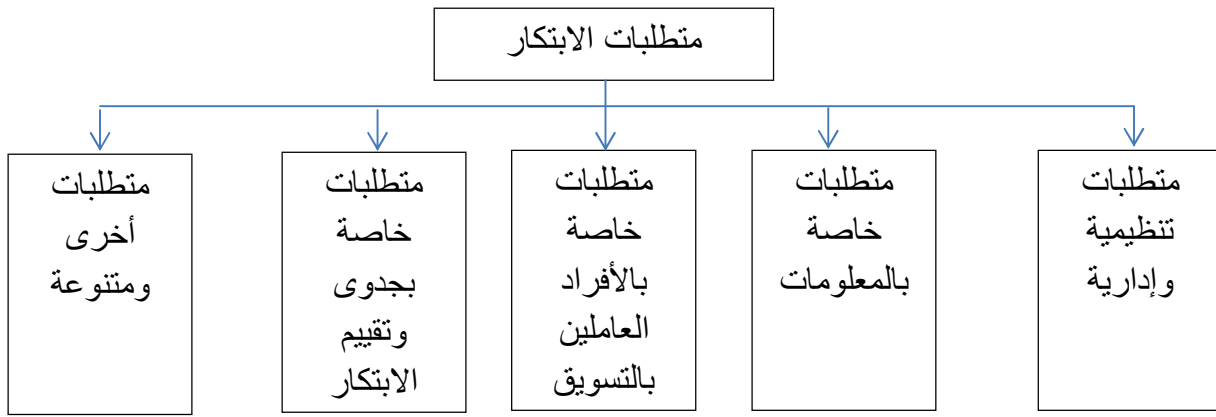 متطلبات الابتكار
متطلبات
تنظيمية
وإدارية
متطلبات
خاصة
بالمعلومات
متطلبات
خاصة
بالأفراد
العاملين
بالتسويق
متطلبات
خاصة
بجدوى
وتقييم
الابتكار
متطلبات
أخرى
ومتنوعة